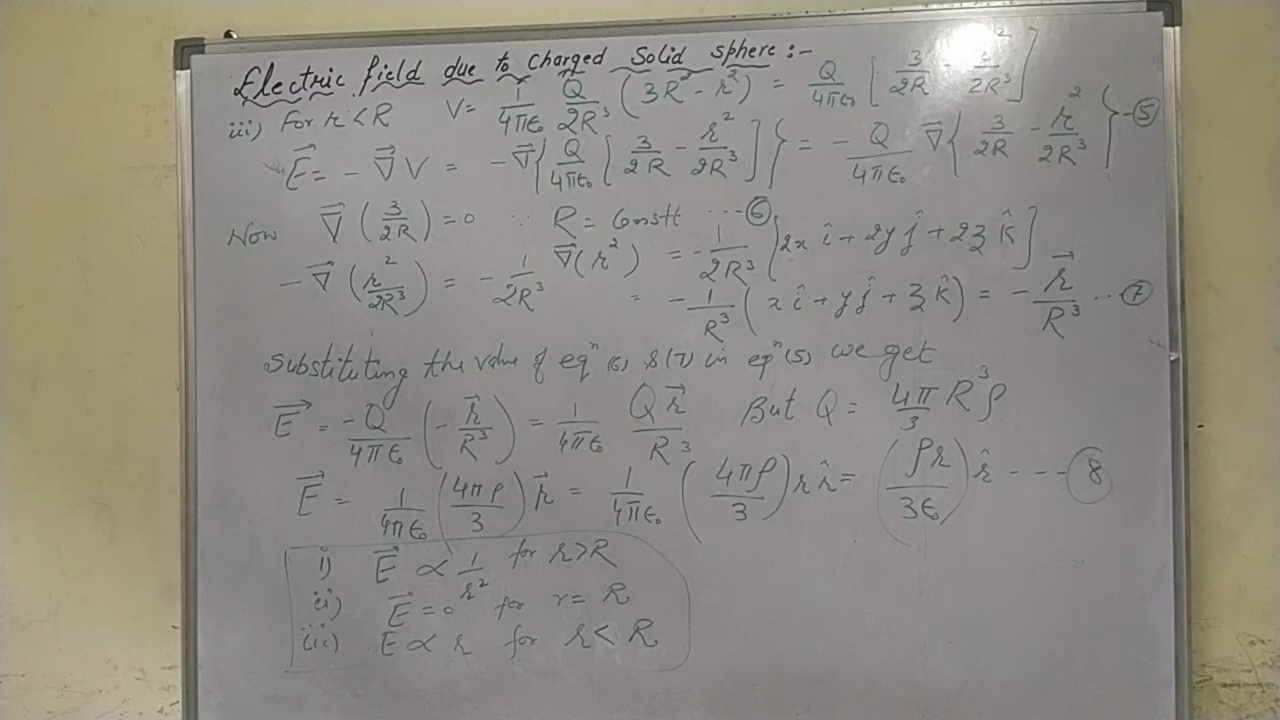 Electric field due to charged Solid sphere :-
iii) For r < R V = 1/4πε₀ Q/2R³ (3R² - r²) = Q/4πε₀ [3/2R - r²/2R³]
E⃗ = - ∇⃗ V = - ∇⃗ { Q/4πε₀ [3/2R - r²/2R³] } = - Q/4πε₀ ∇⃗ { 3/2R - r²/2R³ } - ⑤
Now ∇⃗ (3/2R) = 0 ∵ R = Constt ---⑥
- ∇⃗ (r²/2R³) = - 1/2R³ ∇⃗(r²) = - 1/2R³ [2x î + 2y ĵ + 2z k̂]
= - 1/R³ (x î + y ĵ + z k̂) = - r⃗/R³ ---⑦
Substituting the value of eqⁿ (6) & (7) in eqⁿ (5) we get
E⃗ = -Q/4πε₀ (- r⃗/R³) = 1/4πε₀ Q r⃗/R³ But Q = 4π/3 R³ρ
E⃗ = 1/4πε₀ (4πρ/3) r⃗ = 1/4πε₀ (4πρ/3) r r̂ = (ρr/3ε₀) r̂ ---- ⑧
i) E⃗ ∝ 1/r² for r > R
ii) E⃗ = 0 for r = R
iii) E ∝ r for r < R